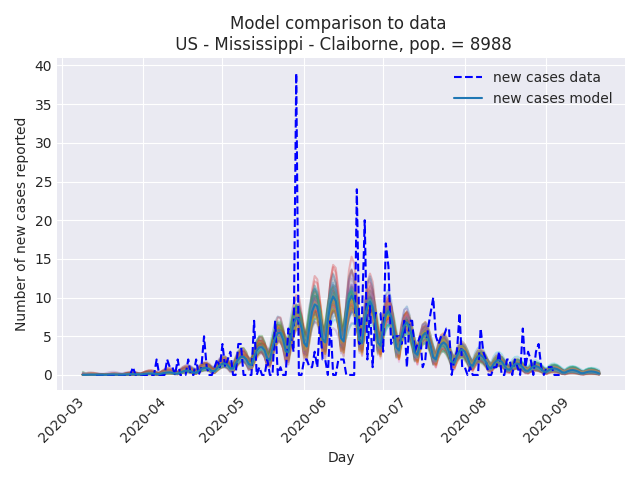 Model comparison to data
US - Mississippi - Claiborne, pop. = 8988
Number of new cases reported
40
35
30
25
20
15
10
5
0
new cases data
new cases model
2020-03
2020-04
2020-05
2020-06
2020-07
2020-08
2020-09
Day